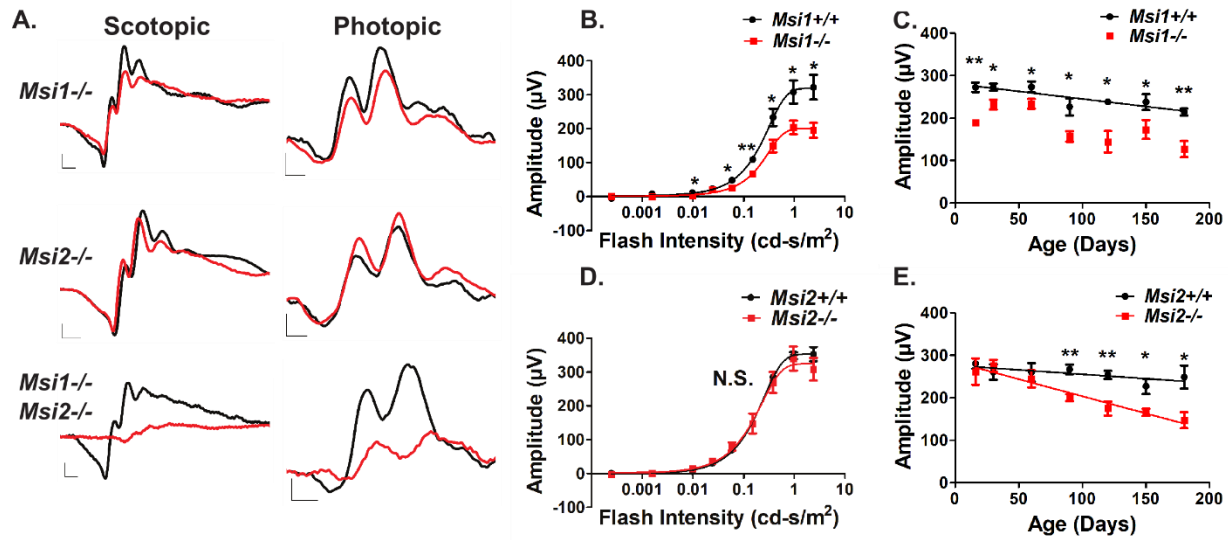 A.
Scotopic
Photopic
Msi1-/-
Msi2-/-
Msi1-/-
Msi2-/-
B.
Msi1+/+
Msi1-/-
Amplitude (µV)
400
300
200
100
0
-100
* * ** * * *
0.001 0.01 0.1 1 10
Flash Intensity (cd-s/m²)
C.
Msi1+/+
Msi1-/-
Amplitude (µV)
400
300
200
100
0
** * * * * * **
0 50 100 150 200
Age (Days)
D.
Msi2+/+
Msi2-/-
Amplitude (µV)
400
300
200
100
0
-100
N.S.
0.001 0.01 0.1 1 10
Flash Intensity (cd-s/m²)
E.
Msi2+/+
Msi2-/-
Amplitude (µV)
400
300
200
100
0
** ** * *
0 50 100 150 200
Age (Days)